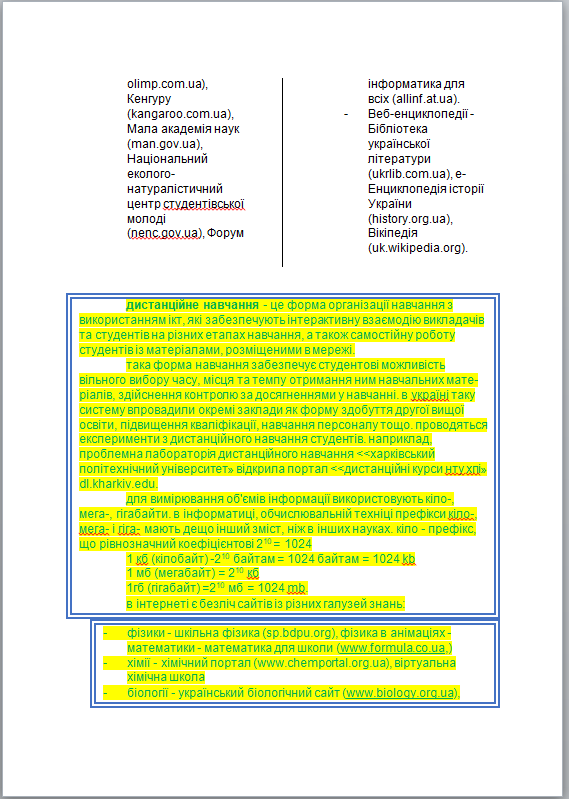 olimp.com.ua),
Кенгуру
(kangaroo.com.ua),
Мала академія наук
(man.gov.ua),
Національний
еколого-
натуралістичний
центр студентівської
молоді
(nenc.gov.ua), Форум
інформатика для
всіх (allinf.at.ua).
- Веб-енциклопедії -
Бібліотека
української
літератури
(ukrlib.com.ua), е-
Енциклопедія історії
України
(history.org.ua),
Вікіпедія
(uk.wikipedia.org).
дистанційне навчання - це форма організації навчання з
використанням ікт, які забезпечують інтерактивну взаємодію викладачів
та студентів на різних етапах навчання, а також самостійну роботу
студентів із матеріалами, розміщеними в мережі.
така форма навчання забезпечує студентові можливість
вільного вибору часу, місця та темпу отримання ним навчальних мате-
ріалів, здійснення контролю за досягненнями у навчанні. в україні таку
систему впровадили окремі заклади як форму здобуття другої вищої
освіти, підвищення кваліфікації, навчання персоналу тощо. проводяться
експерименти з дистанційного навчання студентів. наприклад,
проблемна лабораторія дистанційного навчання <<харківський
політехнічний університет» відкрила портал <<дистанційні курси нту хпі»
dl.kharkiv.edu.
для вимірювання об'ємів інформації використовують кіло-,
мега-, гігабайти. в інформатиці, обчислювальній техніці префікси кіло-,
мега- і гіга- мають дещо інший зміст, ніж в інших науках. кіло - префікс,
що рівнозначний коефіцієнтові 2¹⁰ = 1024
1 кб (кілобайт) -2¹⁰ байтам = 1024 байтам = 1024 kb
1 мб (мегабайт) = 2¹⁰ кб
1гб (гігабайт) =2¹⁰ мб = 1024 mb.
в інтернеті є безліч сайтів із різних галузей знань:
- фізики - шкільна фізика (sp.bdpu.org), фізика в анімаціях -
математики - математика для школи (www.formula.co.ua,)
- хімії - хімічний портал (www.chemportal.org.ua), віртуальна
хімічна школа
- біології - український біологічний сайт (www.biology.org.ua),